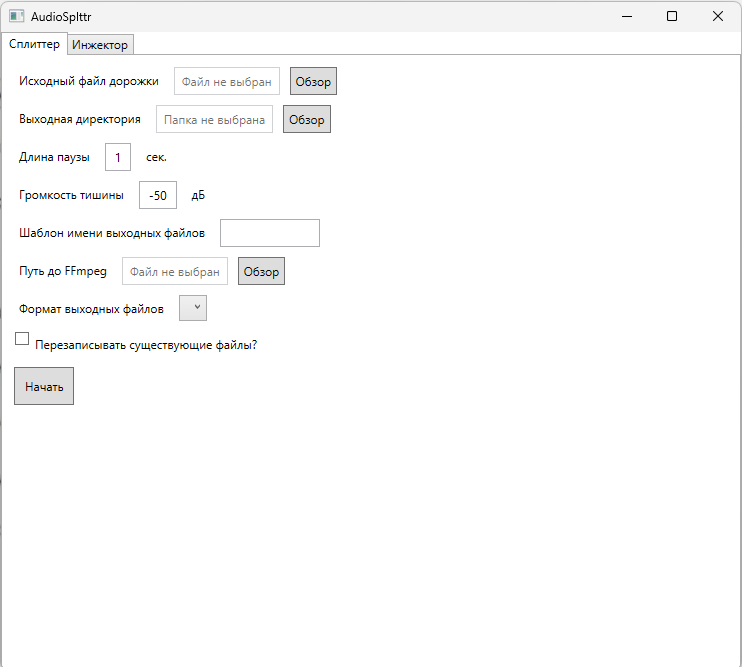 AudioSplttr
Сплиттер Инжектор
Исходный файл дорожки Файл не выбран Обзор
Выходная директория Папка не выбрана Обзор
Длина паузы 1 сек.
Громкость тишины -50 дБ
Шаблон имени выходных файлов
Путь до FFmpeg Файл не выбран Обзор
Формат выходных файлов
Перезаписывать существующие файлы?
Начать